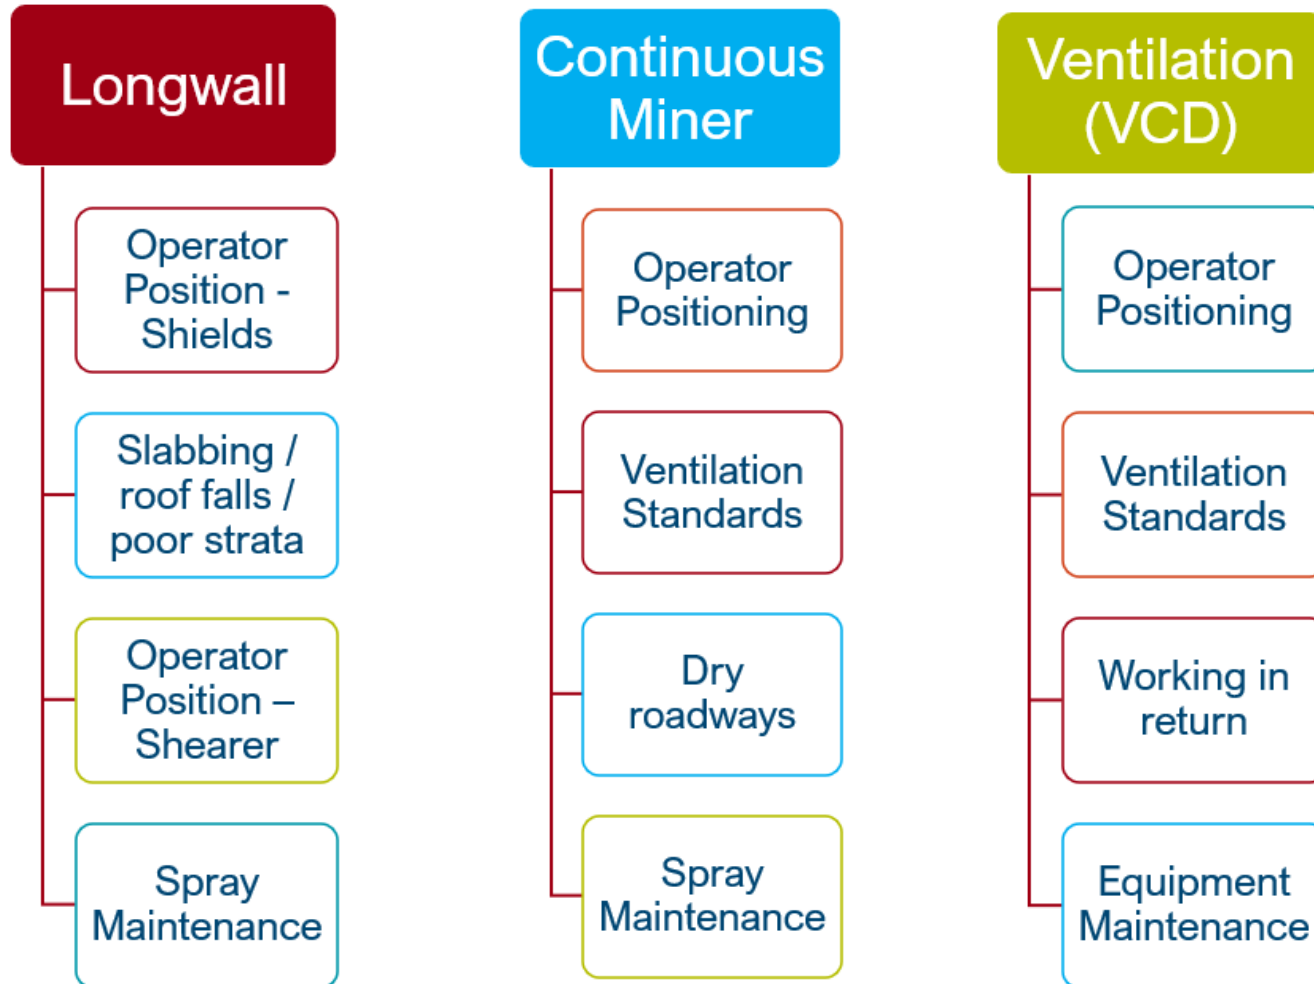 Longwall
Operator
Position -
Shields
Slabbing /
roof falls /
poor strata
Operator
Position –
Shearer
Spray
Maintenance
Continuous
Miner
Operator
Positioning
Ventilation
Standards
Dry
roadways
Spray
Maintenance
Ventilation
(VCD)
Operator
Positioning
Ventilation
Standards
Working in
return
Equipment
Maintenance